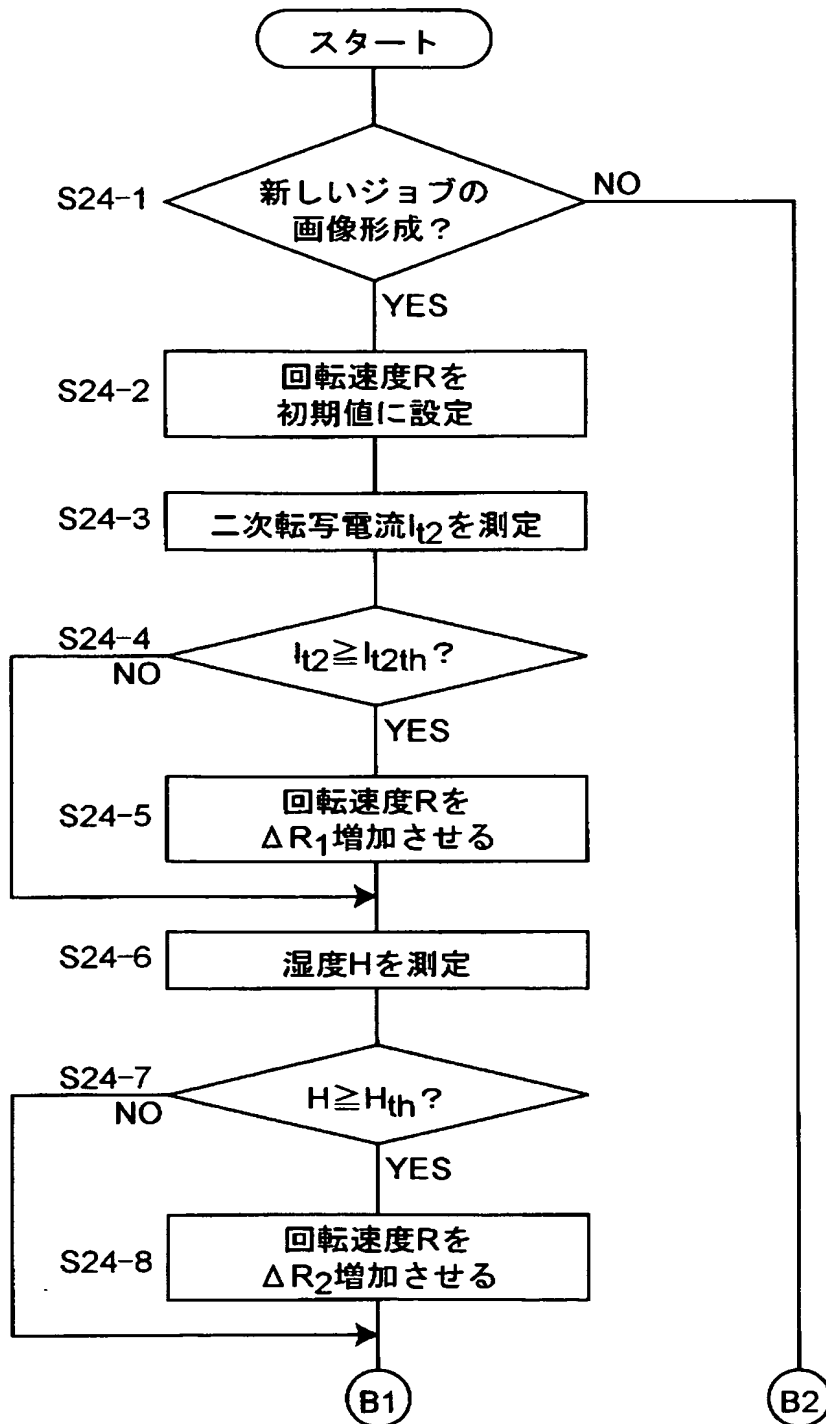 スタート
S24-1
新しいジョブの
画像形成?
NO
YES
S24-2
回転速度Rを
初期値に設定
S24-3
二次転写電流It2を測定
S24-4
It2≧It2th?
NO
YES
S24-5
回転速度Rを
ΔR1増加させる
S24-6
湿度Hを測定
S24-7
H≧Hth?
NO
YES
S24-8
回転速度Rを
ΔR2増加させる
B1
B2